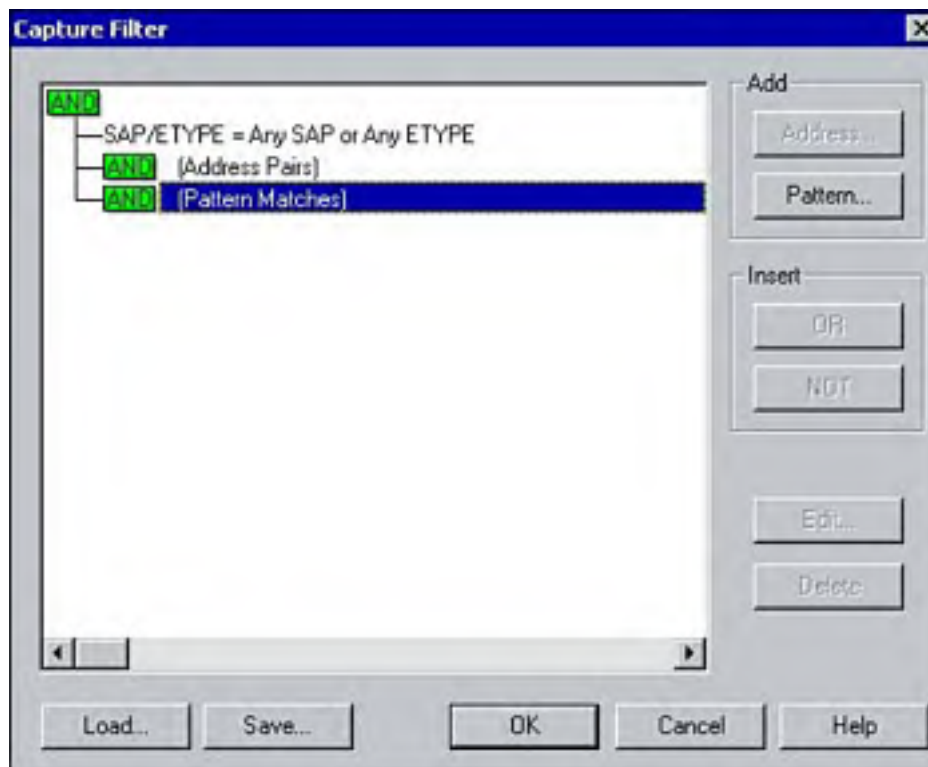 Capture Filter
AND
SAP/ETYPE = Any SAP or Any ETYPE
AND (Address Pairs)
AND (Pattern Matches)
Add
Address...
Pattern...
Insert
OR
NOT
Edit...
Delete
Load...
Save...
OK
Cancel
Help